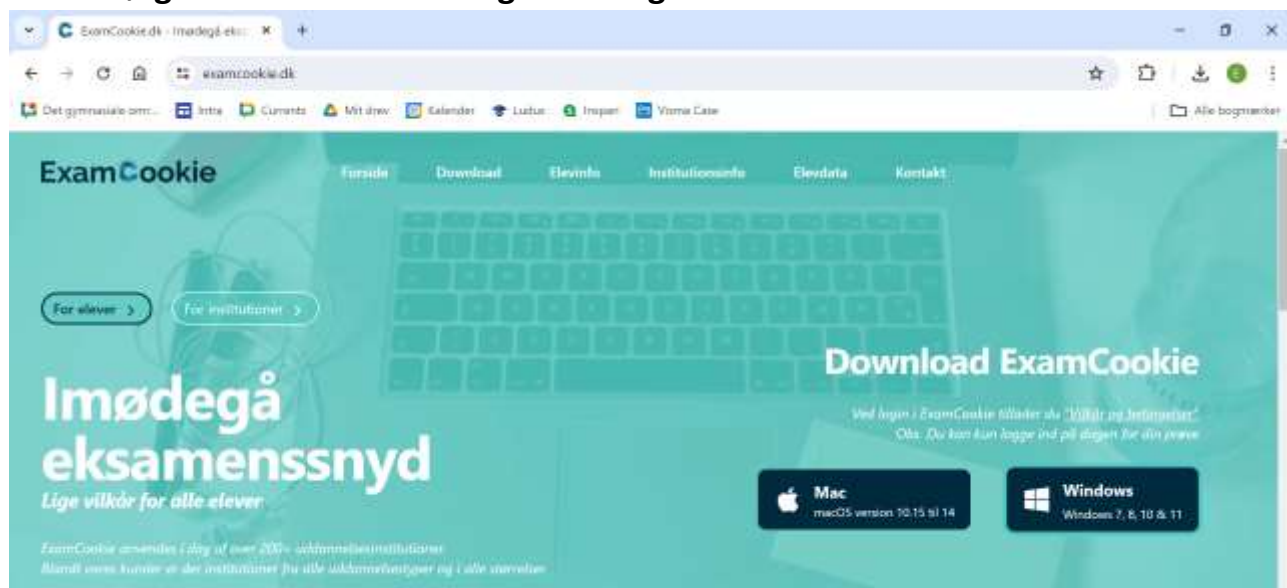 ExamCookie.dk - Imødegå eks
examcookie.dk
Det gymnasiale omr... Intra Currents Mit drev Kalender Ludus Inspari Visma Case Alle bogmærker
ExamCookie Forside Download Elevinfo Institutionsinfo Elevdata Kontakt
For elever >
For institutioner >
Imødegå
eksamenssnyd
Lige vilkår for alle elever
ExamCookie anvendes i dag af over 200+ uddannelsesinstitutioner
Blandt vores kunder er der institutioner fra alle uddannelsestyper og i alle størrelser
Download ExamCookie
Ved login i ExamCookie tillader du "Vilkår og betingelser"
Obs: Du kan kun logge ind på dagen for din prøve
Mac
macOS version 10.15 til 14
Windows
Windows 7, 8, 10 & 11